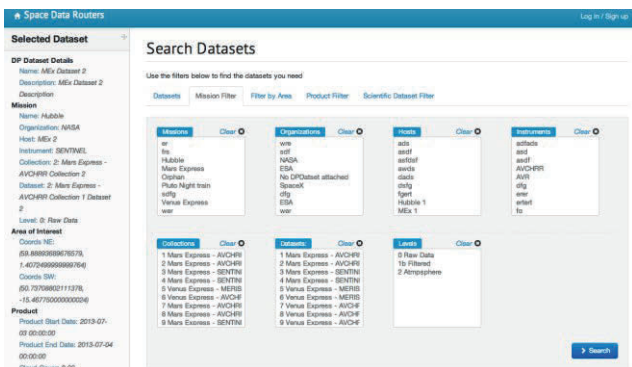 Space Data Routers
Log in / Sign up
Selected Dataset
DP Dataset Details
Name: MEx Dataset 2
Description: MEx Dataset 2
Description
Mission
Name: Hubble
Organization: NASA
Host: MEx 2
Instrument: SENTINEL
Collection: 2: Mars Express -
AVCHRR Collection 2
Dataset: 2: Mars Express -
AVCHRR Collection 1 Dataset
2
Level: 0: Raw Data
Area of Interest
Coords NE:
Coords SW:
Product
Product Start Date: 2013-07-
03 00:00:00
Product End Date: 2013-07-04
00:00:00
Search Datasets
Use the filters below to find the datasets you need
Datasets Mission Filter Filter by Area Product Filter Scientific Dataset Filter
Missions Clear
er
fre
Hubble
Mars Express
Orphan
Pluto Night train
sdfg
Venus Express
wer
Organizations Clear
wre
sdf
NASA
ESA
No DPDatset attached
SpaceX
dfg
ESA
wer
Hosts Clear
ads
asdf
asfdsf
awds
dads
dsfg
fgert
Hubble 1
MEx 1
Instruments Clear
adfads
asd
asdf
AVCHRR
AVR
dfg
erer
ertert
fo
Collections Clear
1 Mars Express - AVCHRI
2 Mars Express - AVCHRI
3 Mars Express - SENTINI
4 Mars Express - SENTINI
5 Venus Express - MERIS
6 Venus Express - AVCHF
7 Mars Express - AVCHRI
8 Mars Express - AVCHRI
9 Mars Express - SENTINI
Datasets: Clear
1 Mars Express - AVCHRI
2 Mars Express - AVCHRI
3 Mars Express - SENTINI
4 Mars Express - SENTINI
5 Venus Express - MERIS
6 Venus Express - AVCHF
7 Venus Express - AVCHF
8 Venus Express - AVCHF
9 Venus Express - AVCHF
Levels Clear
0 Raw Data
1b Filtered
2 Atmpsphere
Search